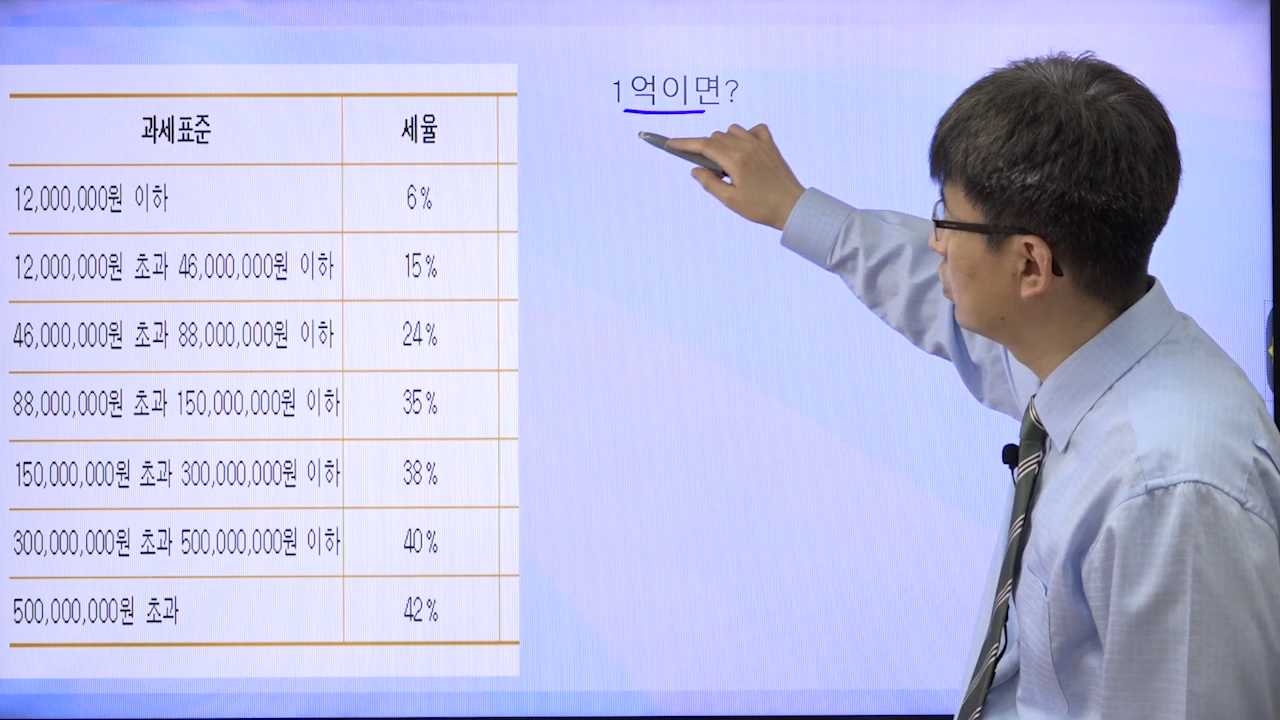 1억이면?
과세표준 세율
12,000,000원 이하 6%
12,000,000원 초과 46,000,000원 이하 15%
46,000,000원 초과 88,000,000원 이하 24%
88,000,000원 초과 150,000,000원 이하 35%
150,000,000원 초과 300,000,000원 이하 38%
300,000,000원 초과 500,000,000원 이하 40%
500,000,000원 초과 42%